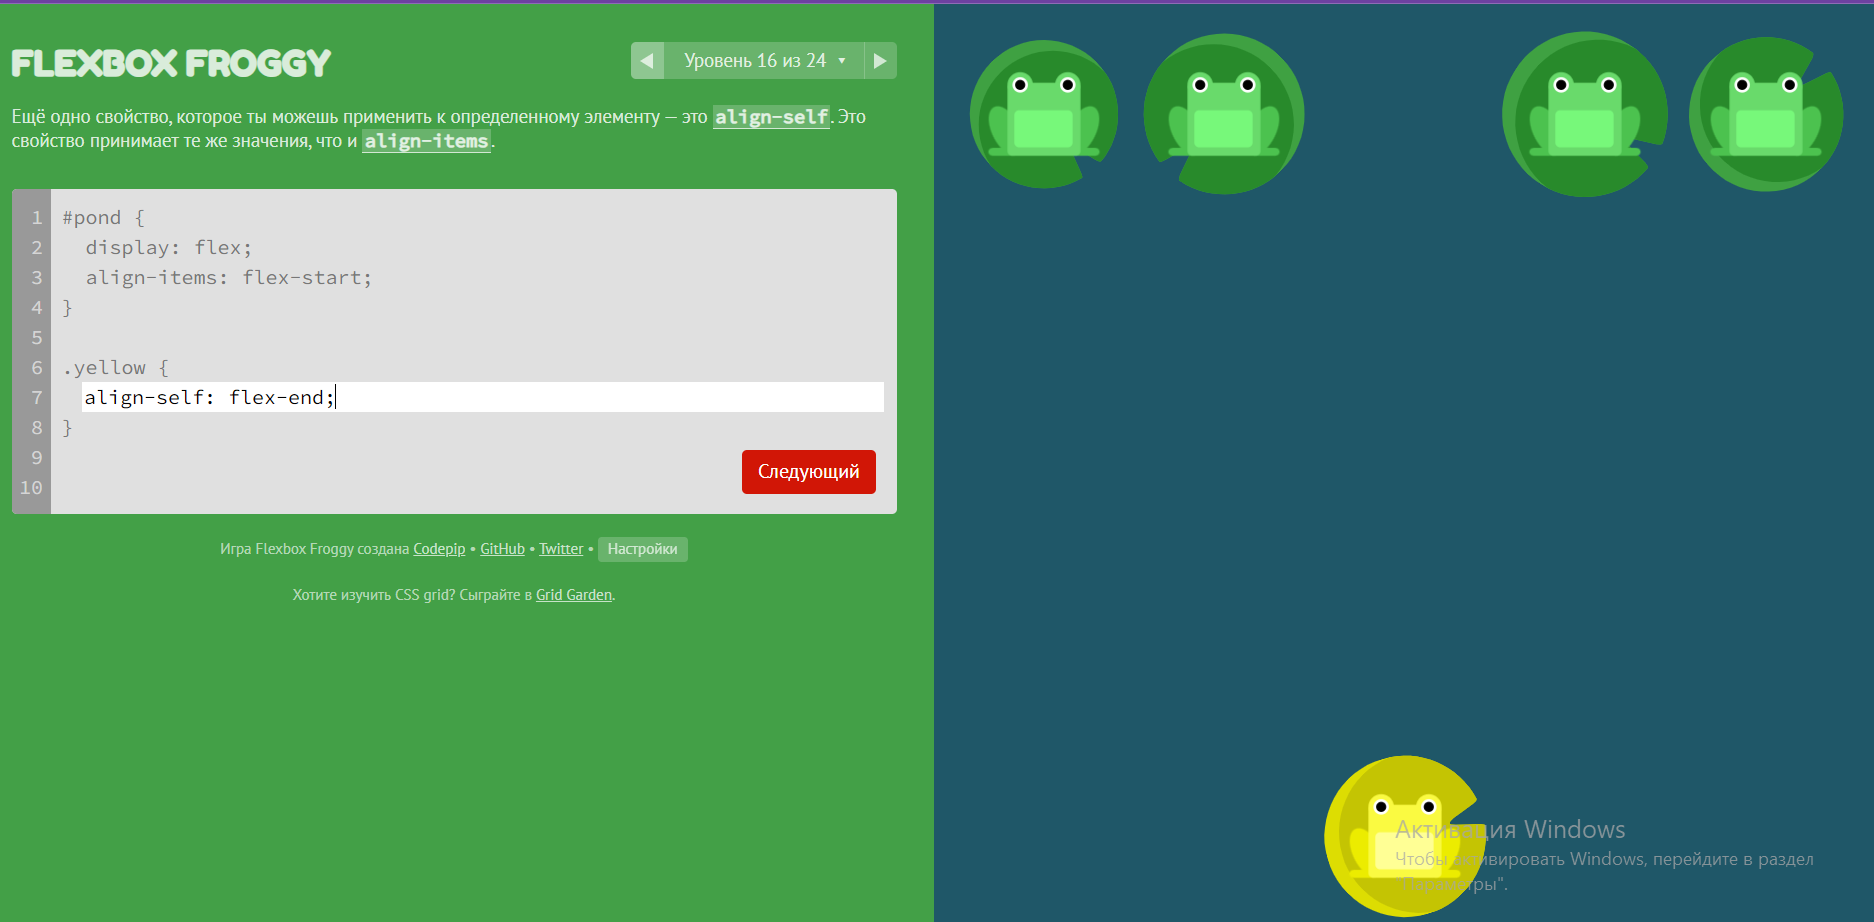 FLEXBOX FROGGY
◀ Уровень 16 из 24 ▼ ▶
Ещё одно свойство, которое ты можешь применить к определенному элементу — это align-self. Это
свойство принимает те же значения, что и align-items.
1 #pond {
2 display: flex;
3 align-items: flex-start;
4 }
5
6 .yellow {
7 align-self: flex-end;
8 }
9
10
Следующий
Игра Flexbox Froggy создана Codepip • GitHub • Twitter • Настройки
Хотите изучить CSS grid? Сыграйте в Grid Garden.
Активация Windows
Чтобы активировать Windows, перейдите в раздел
"Параметры".